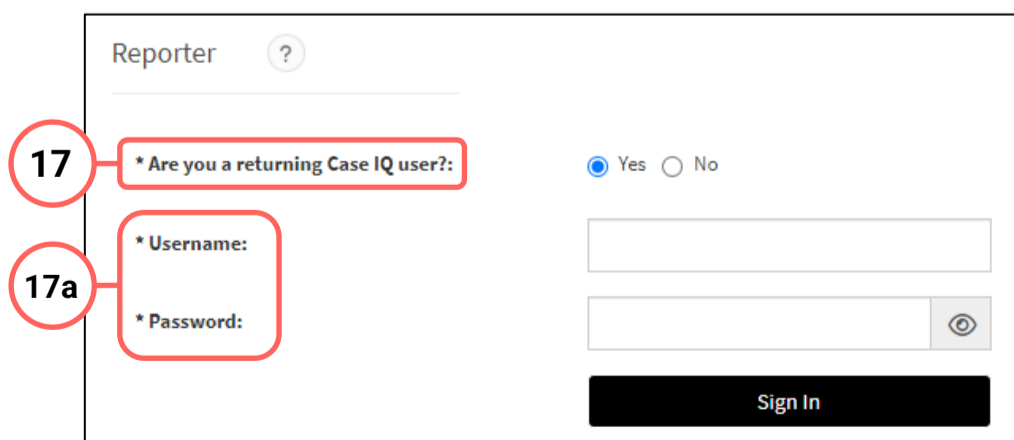 Reporter ?
17 * Are you a returning Case IQ user?: Yes No
* Username:
17a
* Password:
Sign In